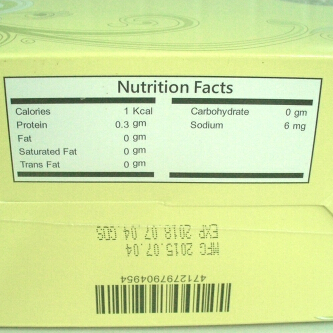 Nutrition Facts
Calories 1 Kcal
Protein 0.3 gm
Fat 0 gm
Saturated Fat 0 gm
Trans Fat 0 gm
Carbohydrate 0 gm
Sodium 6 mg
MFG 2015.07.04
EXP 2018.07.04 G0S
4712797904954